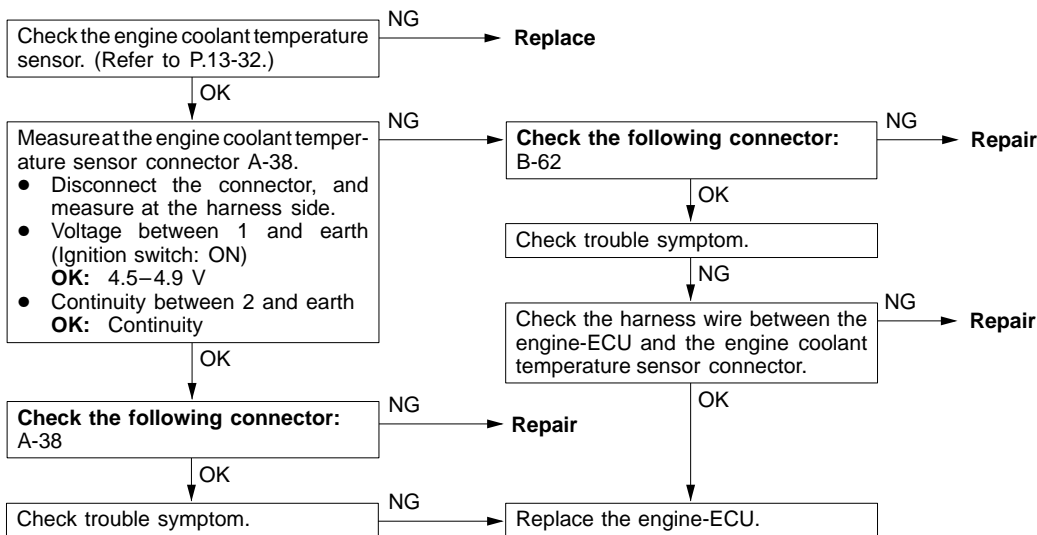 Check the engine coolant temperature
sensor. (Refer to P.13-32.)
NG
Replace
OK
Measure at the engine coolant temper-
ature sensor connector A-38.
● Disconnect the connector, and
measure at the harness side.
● Voltage between 1 and earth
(Ignition switch: ON)
OK: 4.5–4.9 V
● Continuity between 2 and earth
OK: Continuity
NG
Check the following connector:
B-62
NG
Repair
OK
Check trouble symptom.
NG
Check the harness wire between the
engine-ECU and the engine coolant
temperature sensor connector.
NG
Repair
OK
OK
Check the following connector:
A-38
NG
Repair
OK
Check trouble symptom.
NG
Replace the engine-ECU.